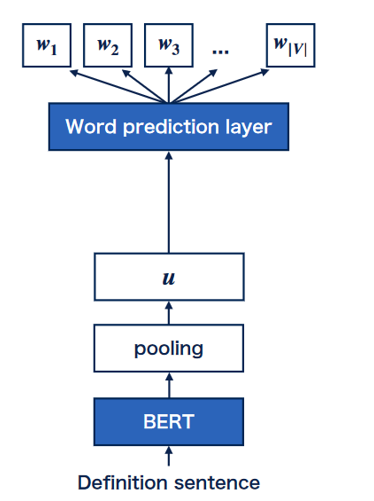 w1 w2 w3 ... w|V|
Word prediction layer
u
pooling
BERT
Definition sentence